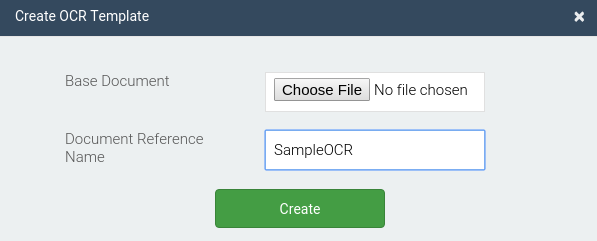 Create OCR Template ×
Base Document
Choose File No file chosen
Document Reference
Name
SampleOCR
Create